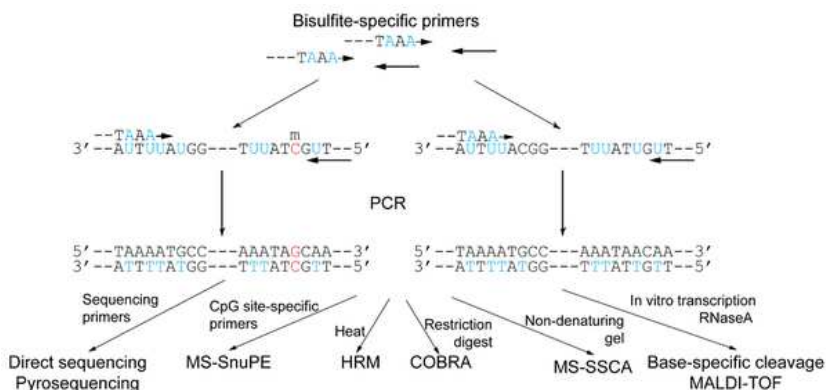 Bisulfite-specific primers
---TAAA
---TAAA
--TAAA
m
3'--AUTUUAUGG---TUUATCGUT--5'
--TAAA
3'--AUTUUACGG---TUUATUGUT--5'
PCR
5'--TAAAATGCC---AAATAGCAA--3'
3'--ATTTTATGG---TTTATCGTT--5'
5'--TAAAATGCC---AAATAACAA--3'
3'--ATTTTATGG---TTTATTGTT--5'
Sequencing
primers
CpG site-specific
primers
Heat
Restriction
digest
Non-denaturing
gel
In vitro transcription
RNaseA
Direct sequencing
Pyrosequencing
MS-SnuPE
HRM
COBRA
MS-SSCA
Base-specific cleavage
MALDI-TOF